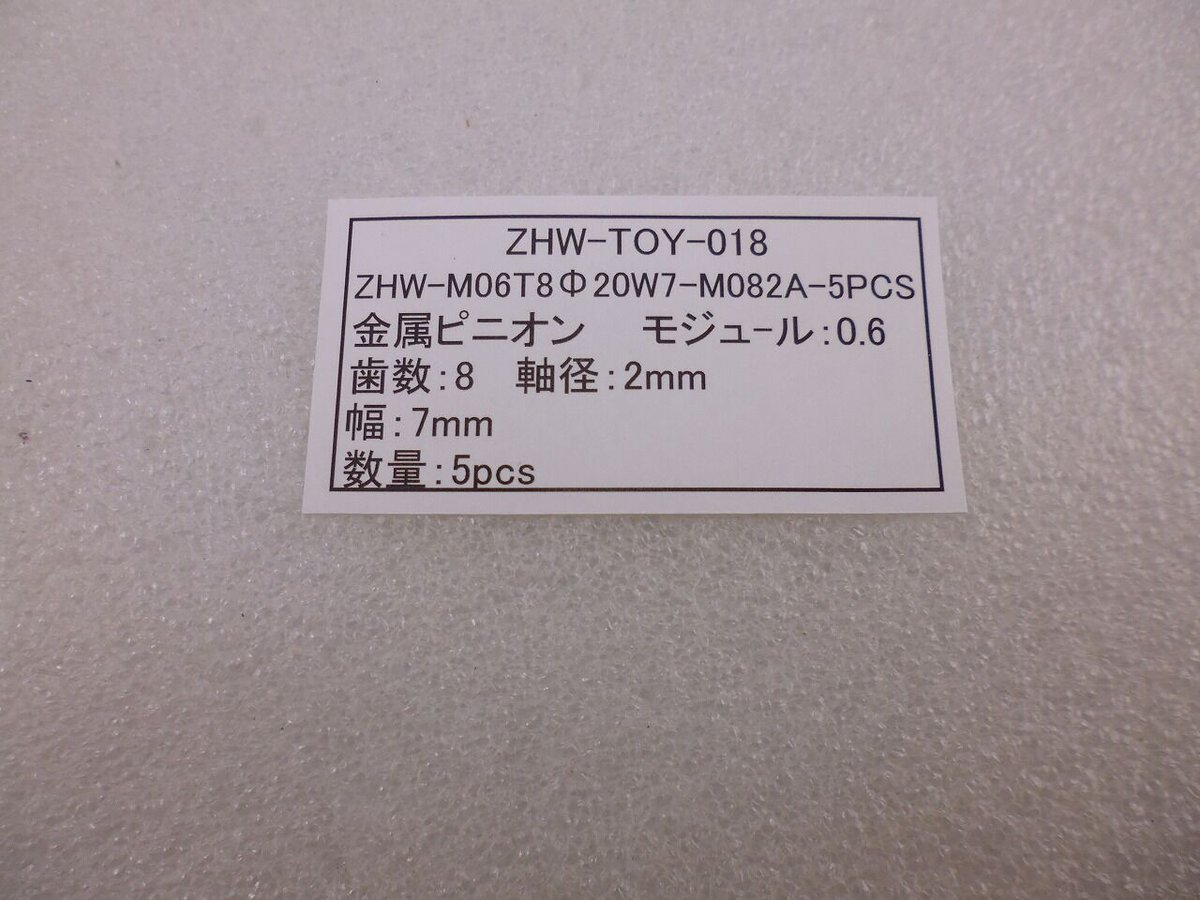 ZHW-TOY-018
ZHW-M06T8Φ20W7-M082A-5PCS
金属ピニオン　モジュール:0.6
歯数:8　軸径:2mm
幅:7mm
数量:5pcs